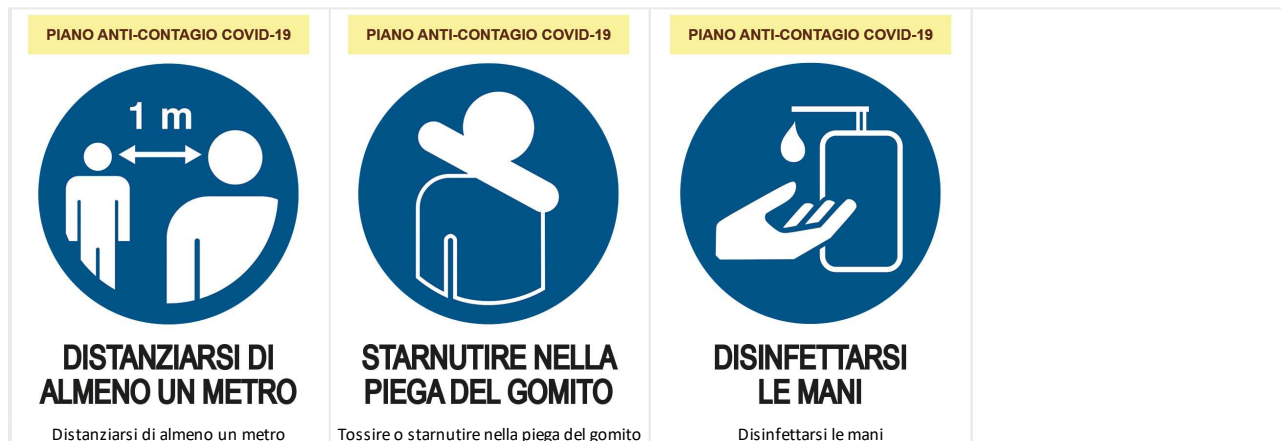 PIANO ANTI-CONTAGIO COVID-19
1 m
DISTANZIARSI DI
ALMENO UN METRO
Distanziarsi di almeno un metro
PIANO ANTI-CONTAGIO COVID-19
STARNUTIRE NELLA
PIEGA DEL GOMITO
Tossire o starnutire nella piega del gomito
PIANO ANTI-CONTAGIO COVID-19
DISINFETTARSI
LE MANI
Disinfettarsi le mani